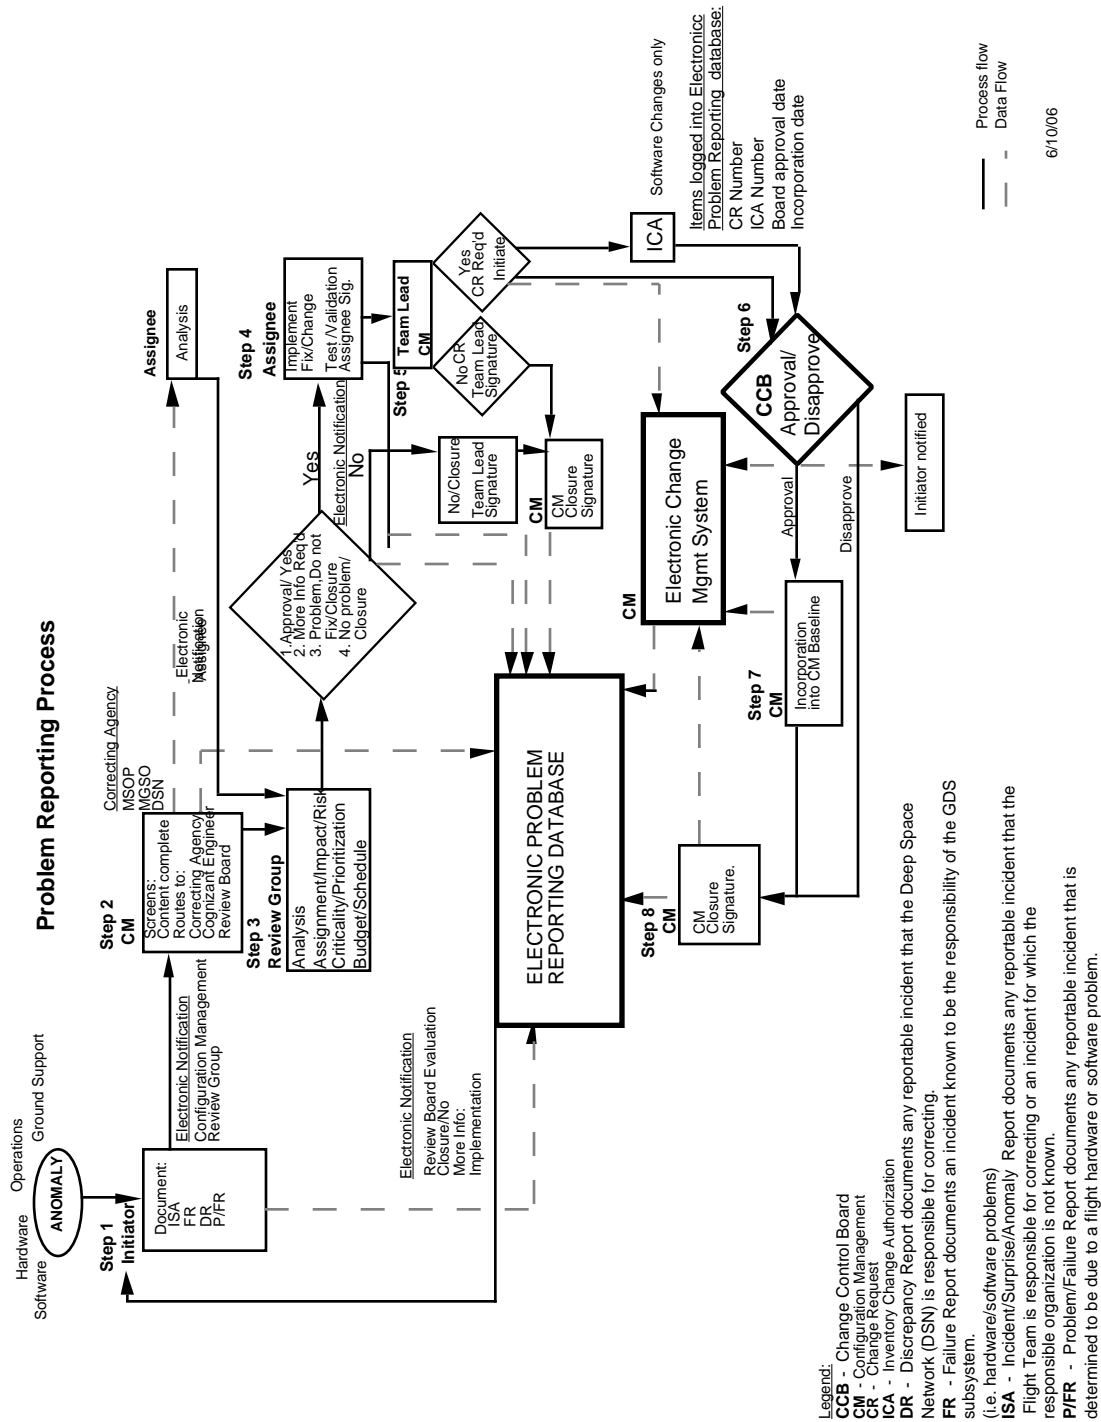 Problem Reporting Process
Hardware
Operations
Software
Ground Support
ANOMALY
Step 1
Initiator
Document:
ISA
FR
DR
P/FR
Electronic Notification
Configuration Management
Review Group
Step 2
CM
Screens:
Content complete
Routes to:
Correcting Agency
Cognizant Engineer
Review Board
Correcting Agency
MSOP
MGSO
DSN
Electronic
Notification
Assignee
Assignee
Analysis
Step 3
Review Group
Analysis
Assignment/Impact/Risk
Criticality/Prioritization
Budget/Schedule
1.Approval/ Yes
2. More Info Req'd
3. Problem,Do not
Fix/Closure
4. No problem/
Closure
Yes
Electronic Notification
No
Step 4
Assignee
Implement
Fix/Change
Test /Validation
Assignee Sig.
Step 5
Team Lead
CM
No/Closure
Team Lead
Signature
NoCR
Team Lead
Signature
Yes
CR Req'd
Initiate
CM
CM
Closure
Signature
ICA
Software Changes only
Items logged into Electronicc
Problem Reporting database:
CR Number
ICA Number
Board approval date
Incorporation date
Electronic Notification
Review Board Evaluation
Closure/No
More Info:
Implementation
ELECTRONIC PROBLEM
REPORTING DATABASE
CM
Electronic Change
Mgmt System
Step 6
CCB
Approval/
Disapprove
Approval
Disapprove
Initiator notified
Step 7
CM
Incorporation
into CM Baseline
Step 8
CM
CM
Closure
Signature.
Process flow
Data Flow
6/10/06
Legend:
CCB - Change Control Board
CM - Configuration Management
CR - Change Request
ICA - Inventory Change Authorization
DR - Discrepancy Report documents any reportable incident that the Deep Space
Network (DSN) is responsible for correcting.
FR - Failure Report documents an incident known to be the responsibility of the GDS
subsystem.
(i.e. hardware/software problems)
ISA - Incident/Surprise/Anomaly Report documents any reportable incident that the
Flight Team is responsible for correcting or an incident for which the
responsible organization is not known.
P/FR - Problem/Failure Report documents any reportable incident that is
determined to be due to a flight hardware or software problem.